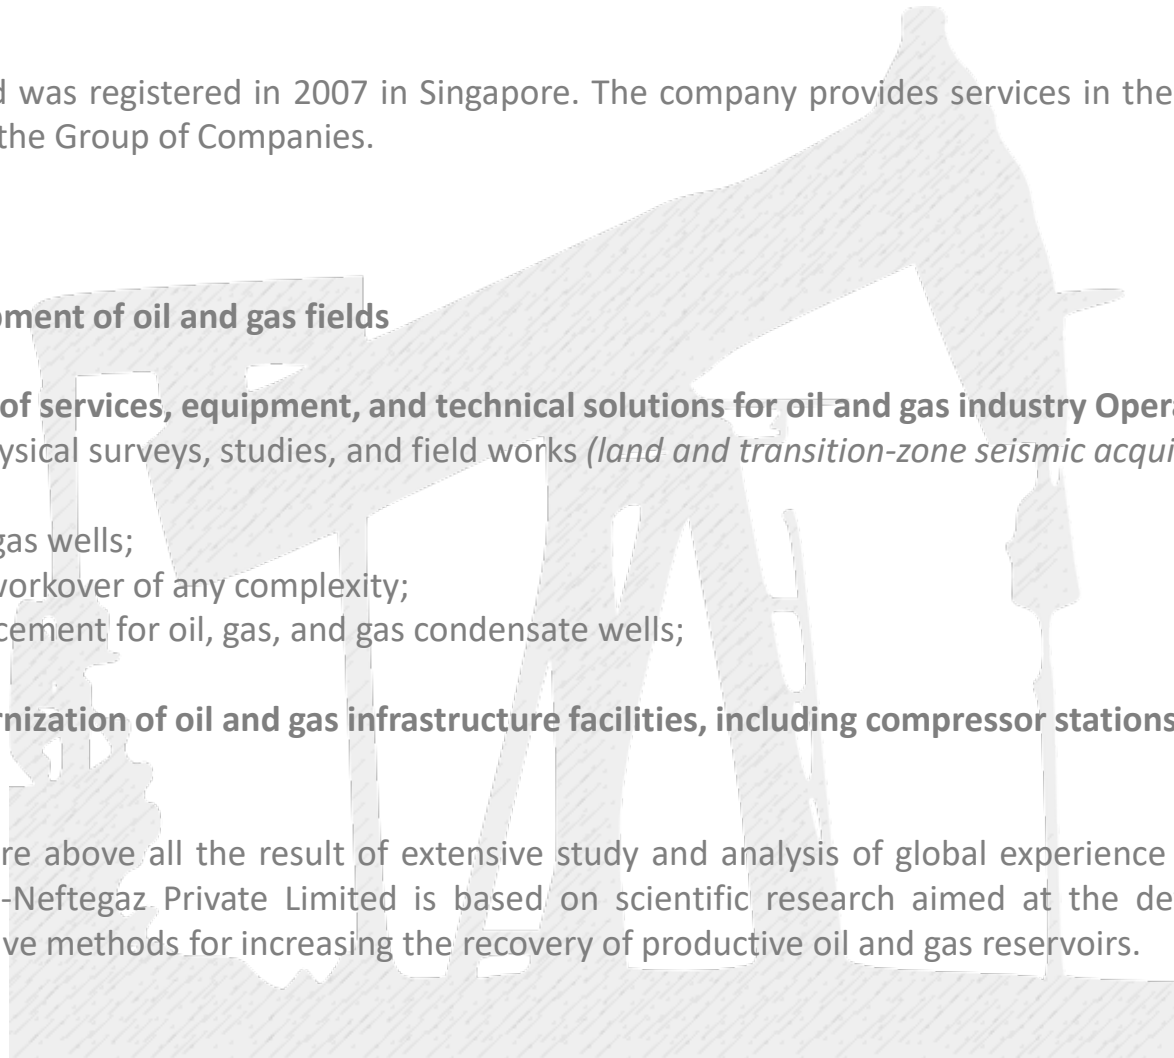 d was registered in 2007 in Singapore. The company provides services in the
the Group of Companies.
pment of oil and gas fields
of services, equipment, and technical solutions for oil and gas industry Opera
ysical surveys, studies, and field works (land and transition-zone seismic acqui
gas wells;
workover of any complexity;
cement for oil, gas, and gas condensate wells;
rnization of oil and gas infrastructure facilities, including compressor stations
re above all the result of extensive study and analysis of global experience
-Neftegaz Private Limited is based on scientific research aimed at the de
ve methods for increasing the recovery of productive oil and gas reservoirs.